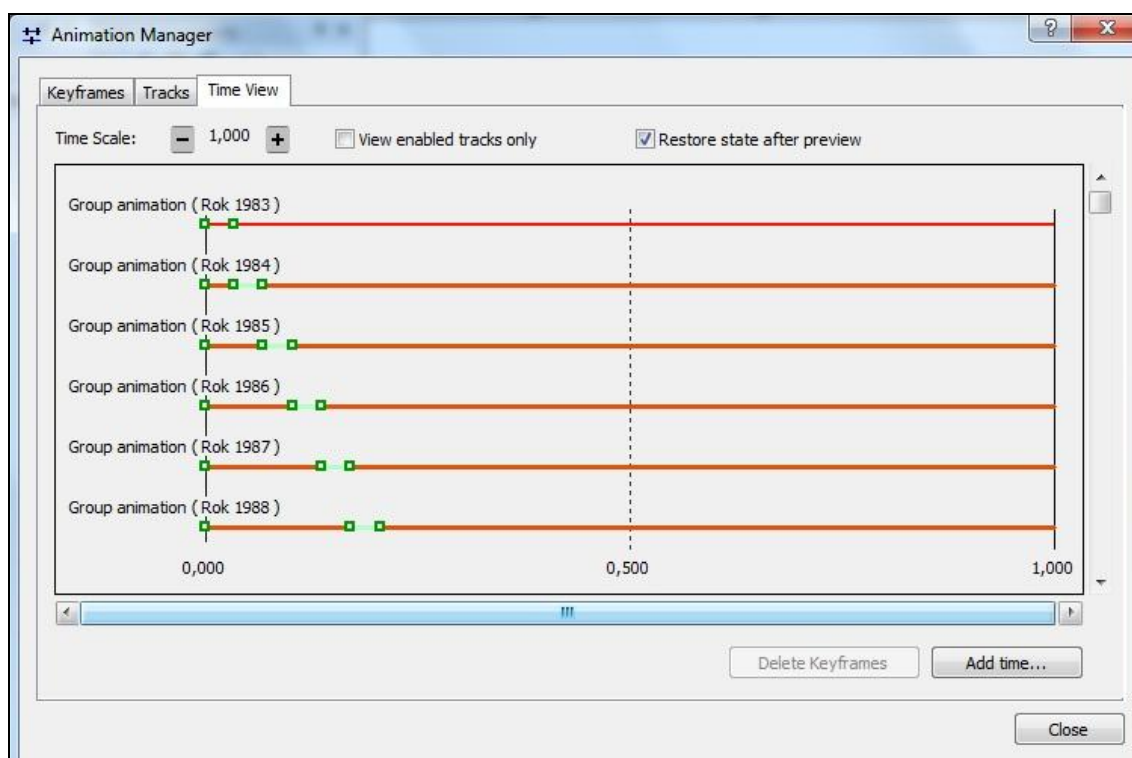 Animation Manager
Keyframes Tracks Time View
Time Scale: 1,000 View enabled tracks only Restore state after preview
Group animation ( Rok 1983 )
Group animation ( Rok 1984 )
Group animation ( Rok 1985 )
Group animation ( Rok 1986 )
Group animation ( Rok 1987 )
Group animation ( Rok 1988 )
0,000 0,500 1,000
Delete Keyframes Add time...
Close